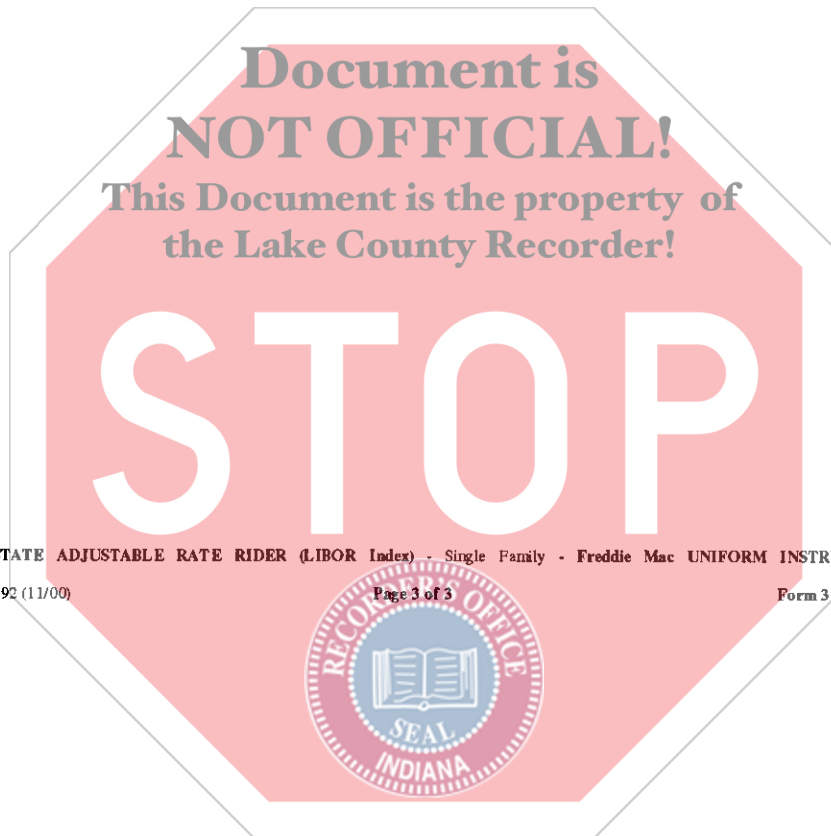 Document is
NOT OFFICIAL!
This Document is the property of
the Lake County Recorder!
STOP
TATE ADJUSTABLE RATE RIDER (LIBOR Index) - Single Family - Freddie Mac UNIFORM INSTR
92 (11/00) Page 3 of 3 Form 3
RECORDER'S OFFICE
SEAL
INDIANA